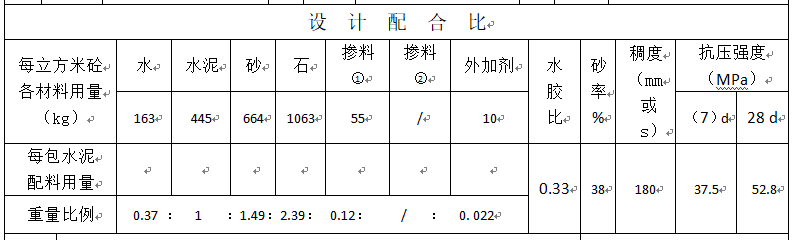 设 计 配 合 比
每立方米砼各材料用量（kg） 水 水泥 砂 石 掺料① 掺料② 外加剂 水胶比 砂率% 稠度（mm或s） 抗压强度（MPa）
163 445 664 1063 55 / 10 （7）d 28 d
每包水泥配料用量 0.33 38 180 37.5 52.8
重量比例 0.37 ： 1 ：1.49：2.39： 0.12： / ： 0.022